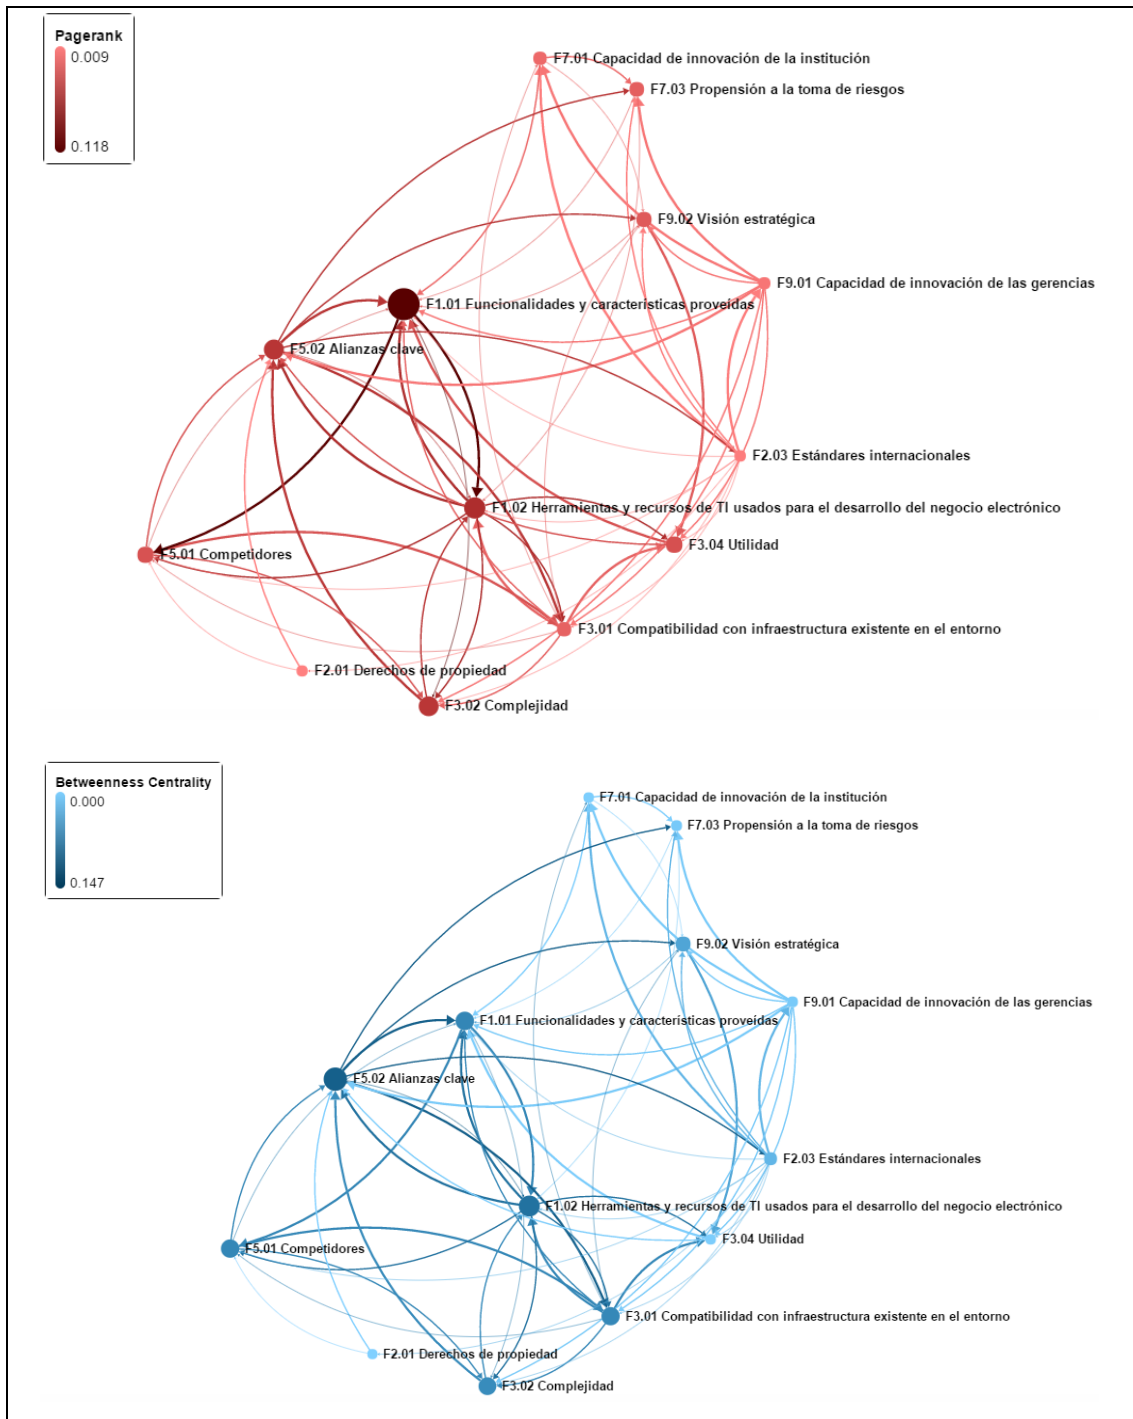 Pagerank
0.009
0.118
F7.01 Capacidad de innovación de la institución
F7.03 Propensión a la toma de riesgos
F9.02 Visión estratégica
F9.01 Capacidad de innovación de las gerencias
F1.01 Funcionalidades y características proveídas
F5.02 Alianzas clave
F2.03 Estándares internacionales
F1.02 Herramientas y recursos de TI usados para el desarrollo del negocio electrónico
F3.04 Utilidad
F5.01 Competidores
F3.01 Compatibilidad con infraestructura existente en el entorno
F2.01 Derechos de propiedad
F3.02 Complejidad
Betweenness Centrality
0.000
0.147
F7.01 Capacidad de innovación de la institución
F7.03 Propensión a la toma de riesgos
F9.02 Visión estratégica
F9.01 Capacidad de innovación de las gerencias
F1.01 Funcionalidades y características proveídas
F5.02 Alianzas clave
F2.03 Estándares internacionales
F1.02 Herramientas y recursos de TI usados para el desarrollo del negocio electrónico
F3.04 Utilidad
F5.01 Competidores
F3.01 Compatibilidad con infraestructura existente en el entorno
F2.01 Derechos de propiedad
F3.02 Complejidad